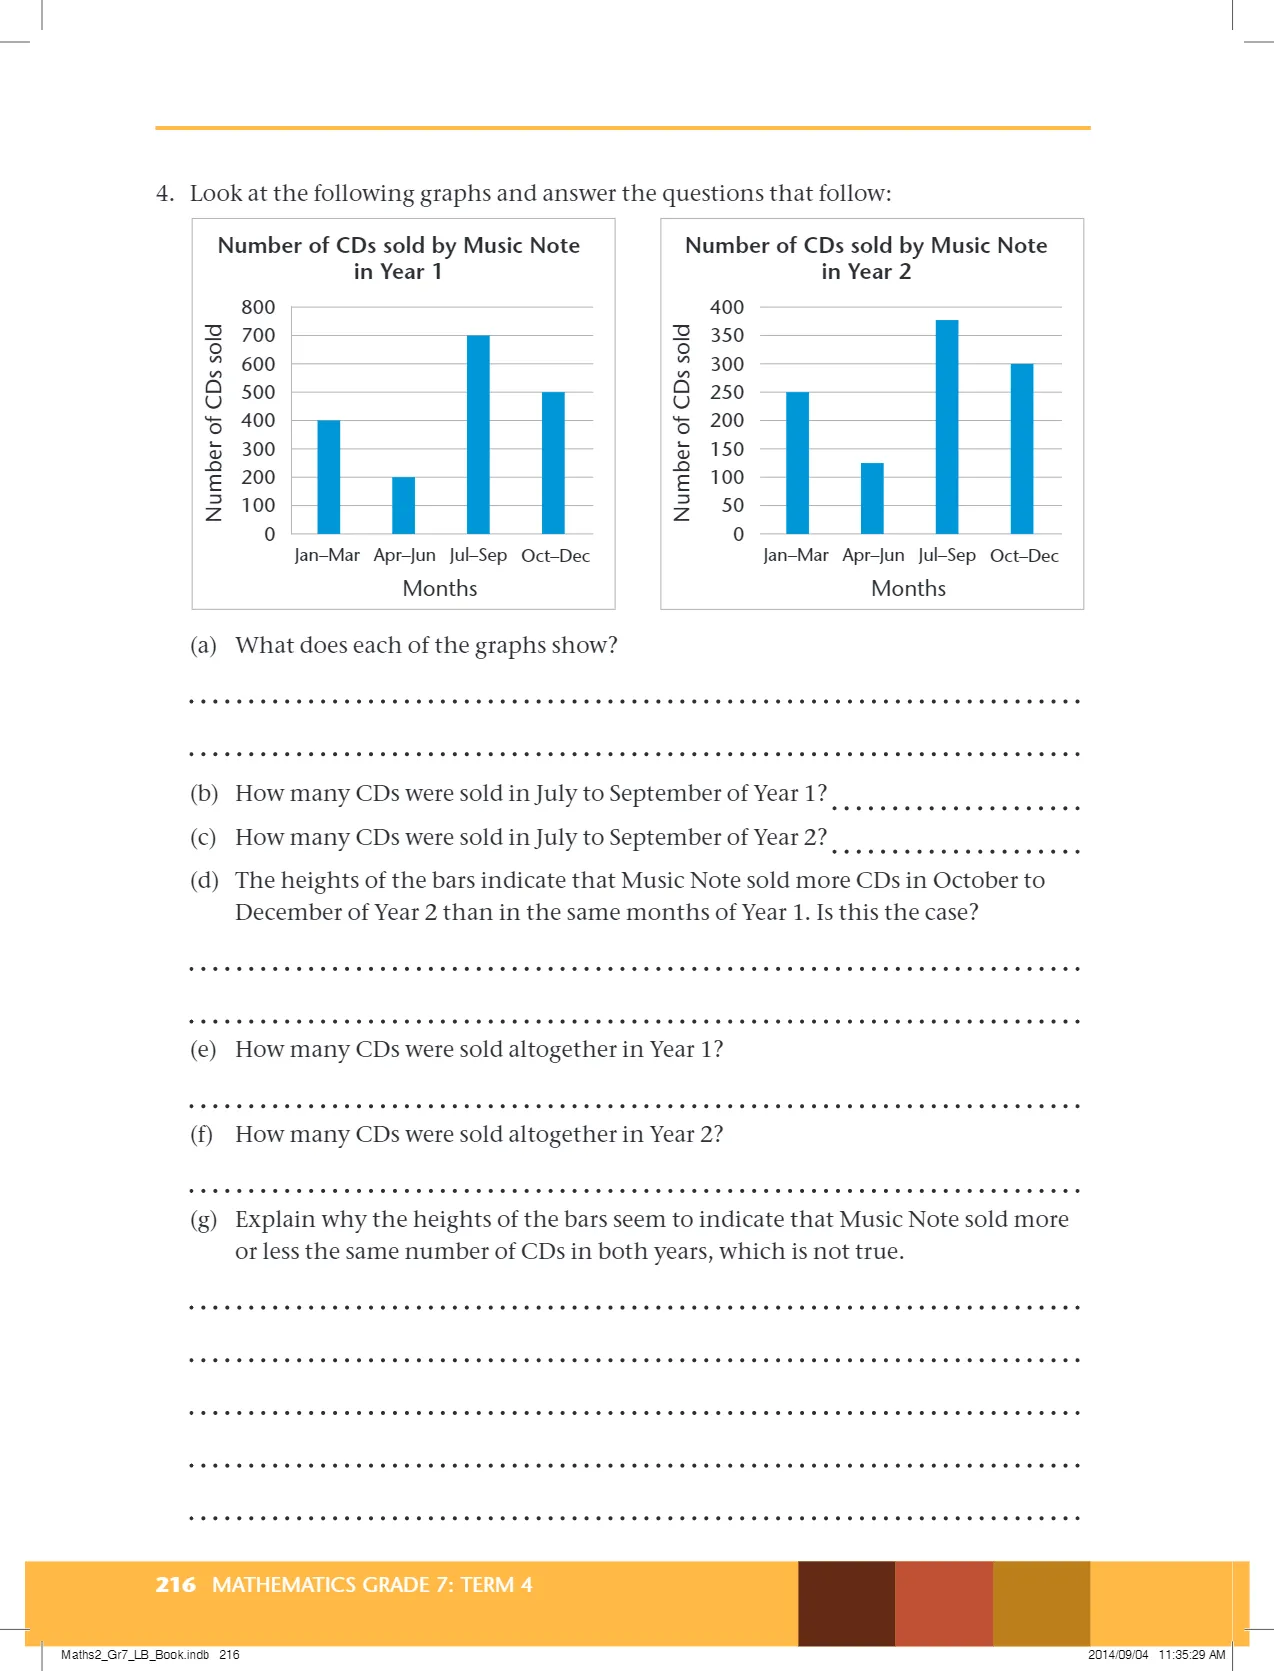 4. Look at the following graphs and answer the questions that follow:
Number of CDs sold by Music Note
in Year 1
Number of CDs sold
800
700
600
500
400
300
200
100
0
Jan–Mar Apr–Jun Jul–Sep Oct–Dec
Months
Number of CDs sold by Music Note
in Year 2
Number of CDs sold
400
350
300
250
200
150
100
50
0
Jan–Mar Apr–Jun Jul–Sep Oct–Dec
Months
(a) What does each of the graphs show?
(b) How many CDs were sold in July to September of Year 1?
(c) How many CDs were sold in July to September of Year 2?
(d) The heights of the bars indicate that Music Note sold more CDs in October to
December of Year 2 than in the same months of Year 1. Is this the case?
(e) How many CDs were sold altogether in Year 1?
(f) How many CDs were sold altogether in Year 2?
(g) Explain why the heights of the bars seem to indicate that Music Note sold more
or less the same number of CDs in both years, which is not true.
216 MATHEMATICS GRADE 7: TERM 4
Maths2_Gr7_LB_Book.indb 216
2014/09/04 11:35:29 AM